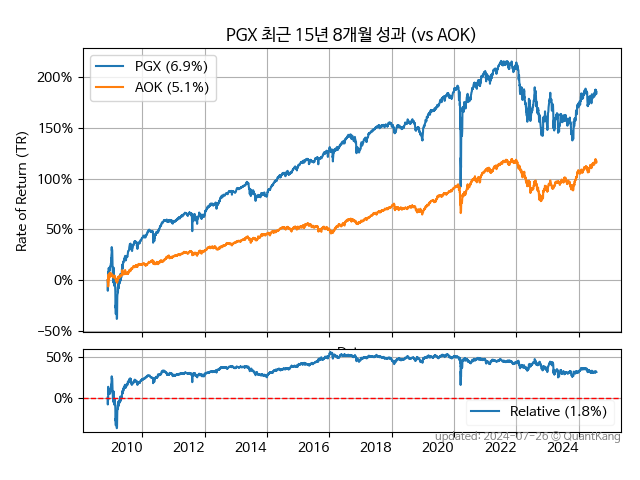 PGX 최근 15년 8개월 성과 (vs AOK)
PGX (6.9%)
AOK (5.1%)
Rate of Return (TR)
200%
150%
100%
50%
0%
−50%
50%
0%
Relative (1.8%)
updated: 2024-07-26 © QuantKang
2010 2012 2014 2016 2018 2020 2022 2024